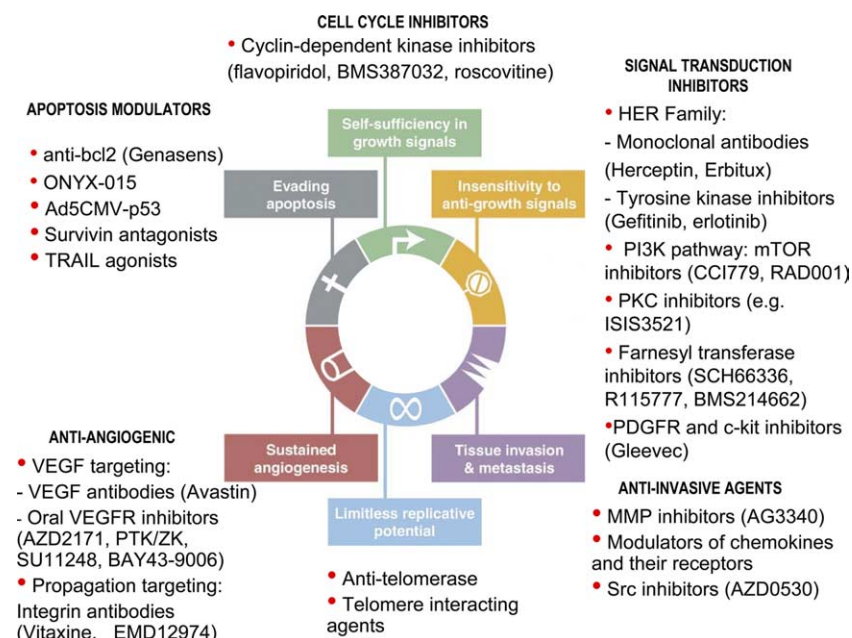 CELL CYCLE INHIBITORS
• Cyclin-dependent kinase inhibitors
(flavopiridol, BMS387032, roscovitine)
SIGNAL TRANSDUCTION
INHIBITORS
• HER Family:
- Monoclonal antibodies
(Herceptin, Erbitux)
- Tyrosine kinase inhibitors
(Gefitinib, erlotinib)
• PI3K pathway: mTOR
inhibitors (CCI779, RAD001)
• PKC inhibitors (e.g.
ISIS3521)
• Farnesyl transferase
inhibitors (SCH66336,
R115777, BMS214662)
•PDGFR and c-kit inhibitors
(Gleevec)
APOPTOSIS MODULATORS
• anti-bcl2 (Genasens)
• ONYX-015
• Ad5CMV-p53
• Survivin antagonists
• TRAIL agonists
Self-sufficiency in
growth signals
Evading
apoptosis
Insensitivity to
anti-growth signals
Sustained
angiogenesis
Tissue invasion
& metastasis
Limitless replicative
potential
ANTI-ANGIOGENIC
• VEGF targeting:
- VEGF antibodies (Avastin)
- Oral VEGFR inhibitors
(AZD2171, PTK/ZK,
SU11248, BAY43-9006)
• Propagation targeting:
Integrin antibodies
(Vitaxine, EMD12974)
• Anti-telomerase
• Telomere interacting
agents
ANTI-INVASIVE AGENTS
• MMP inhibitors (AG3340)
• Modulators of chemokines
and their receptors
• Src inhibitors (AZD0530)